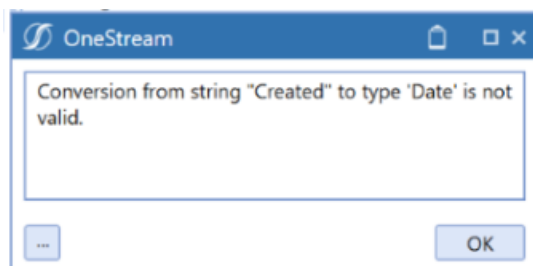 OneStream
Conversion from string "Created" to type 'Date' is not
valid.
...
OK